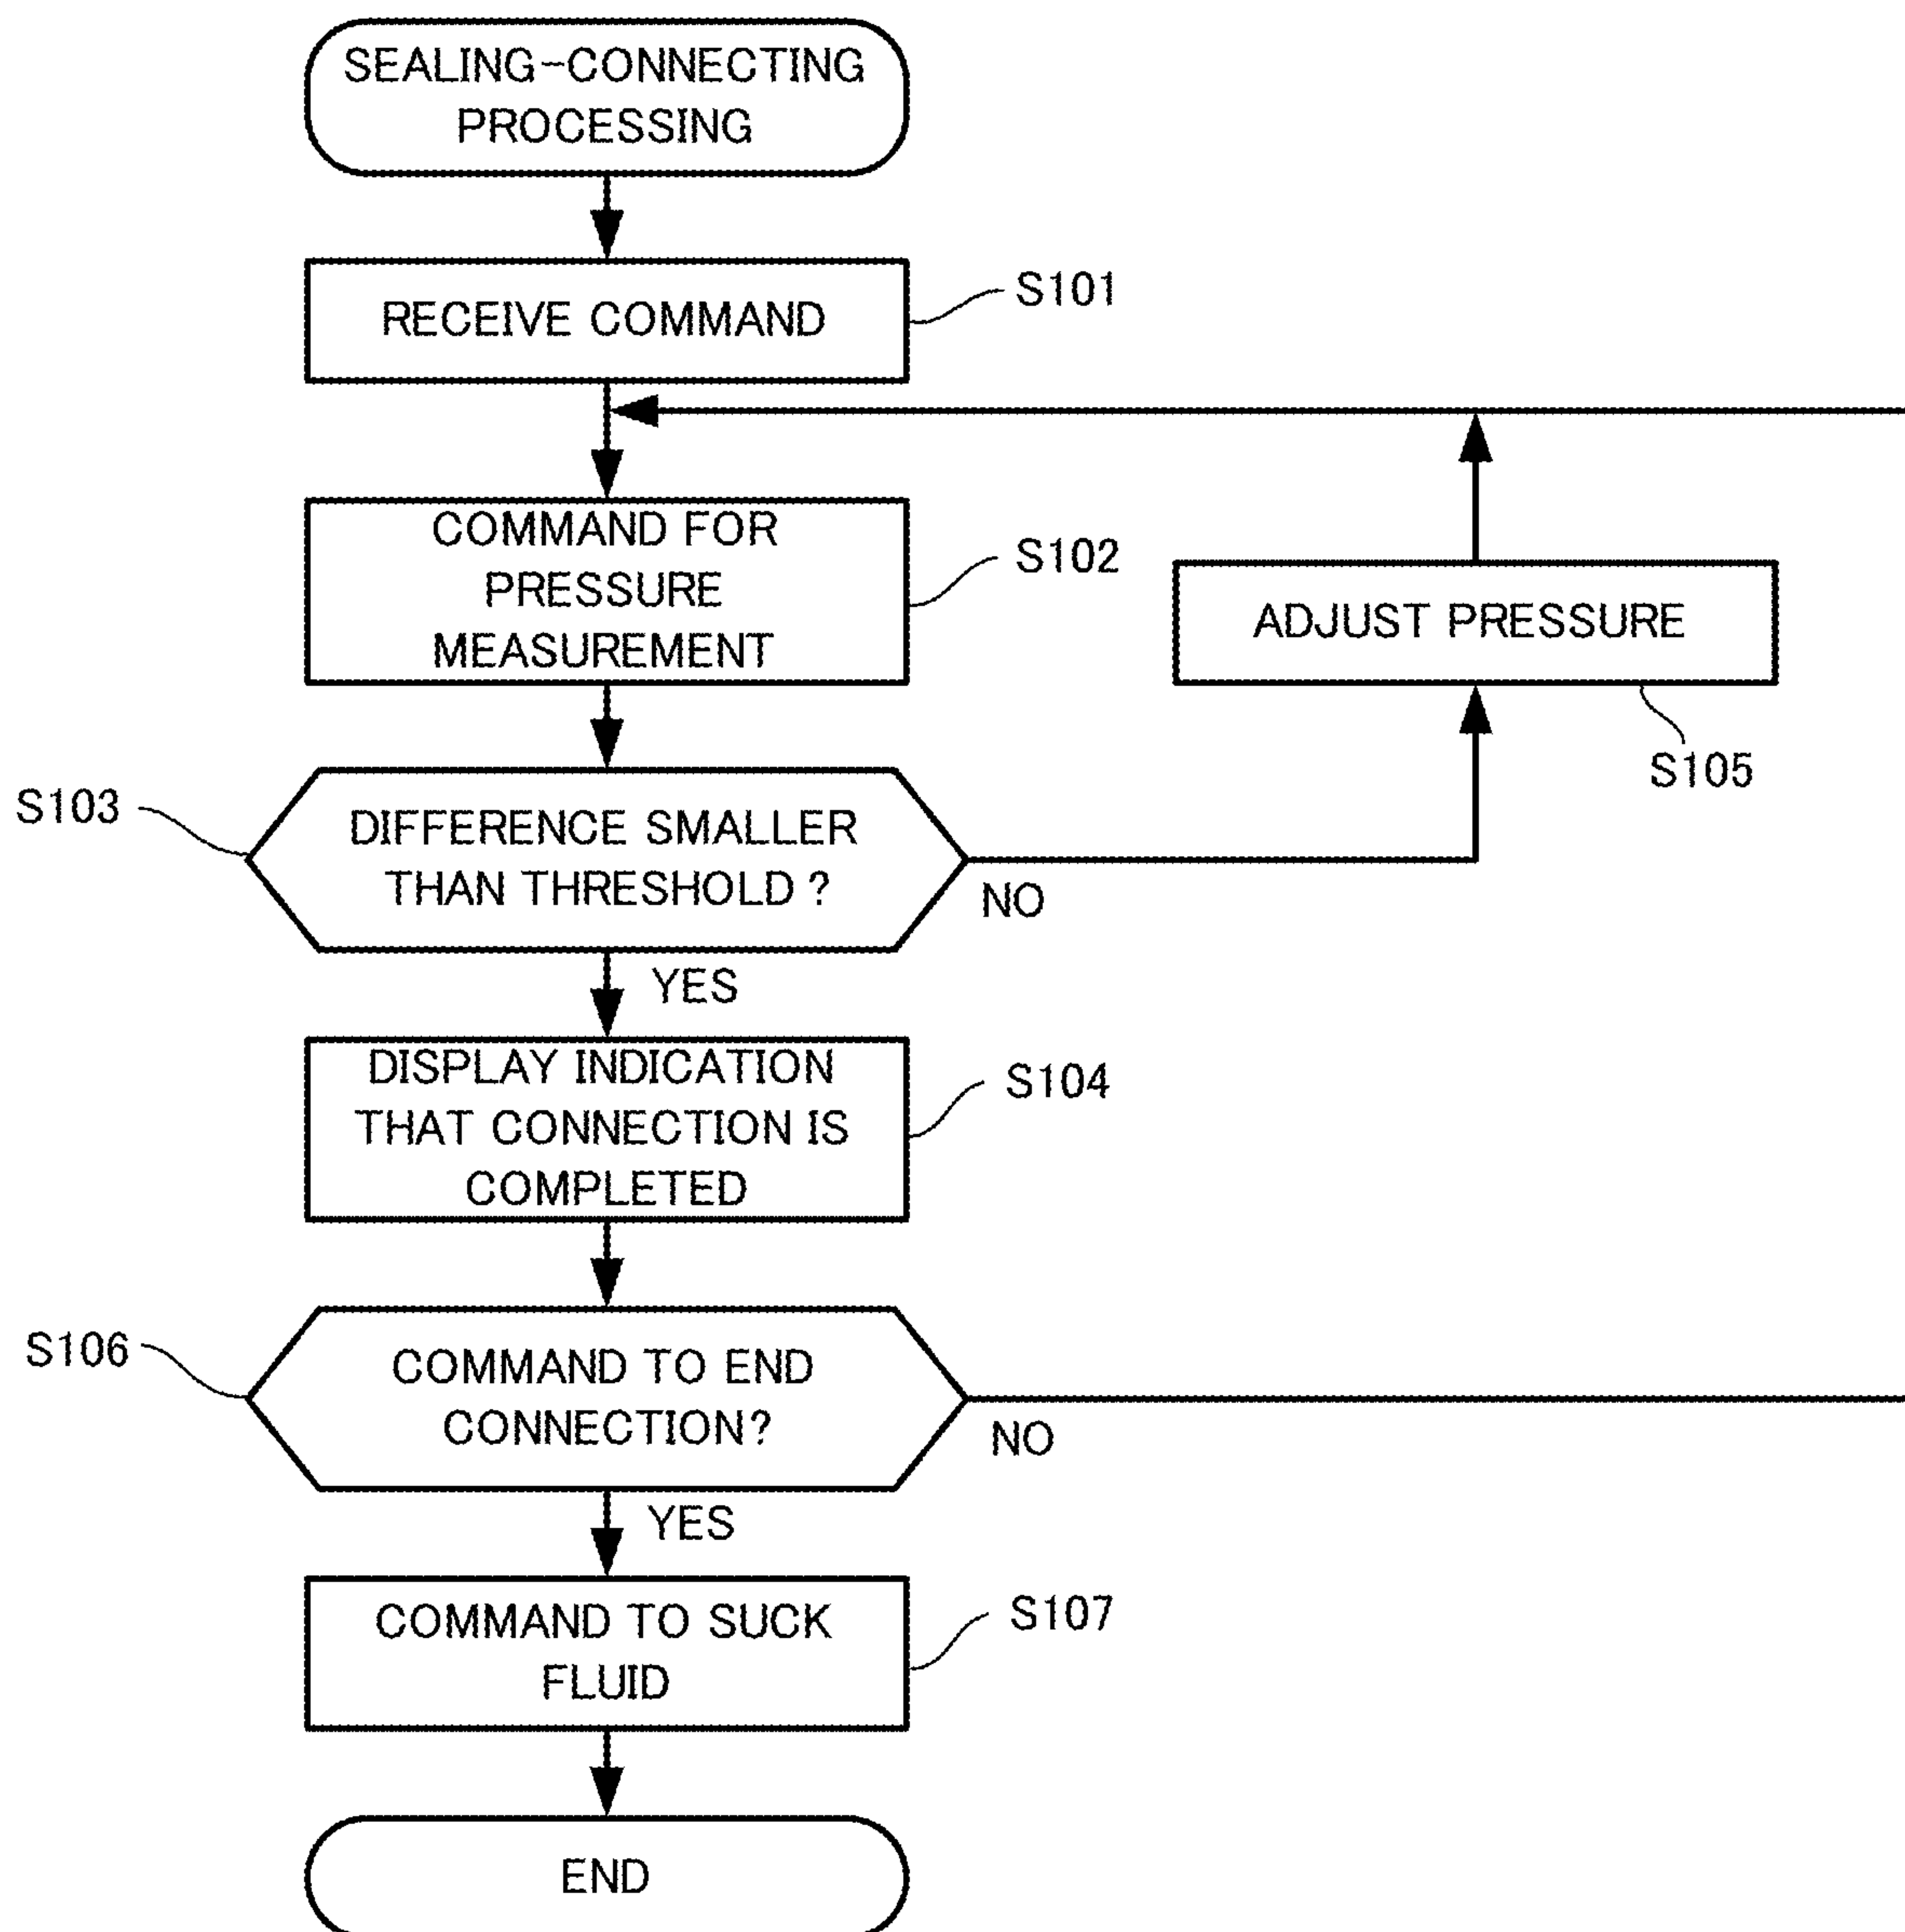 SEALING-CONNECTING
PROCESSING
RECEIVE COMMAND
S101
COMMAND FOR
PRESSURE
MEASUREMENT
S102
ADJUST PRESSURE
S105
S103
DIFFERENCE SMALLER
THAN THRESHOLD ?
NO
YES
DISPLAY INDICATION
THAT CONNECTION IS
COMPLETED
S104
S106
COMMAND TO END
CONNECTION?
NO
YES
COMMAND TO SUCK
FLUID
S107
END